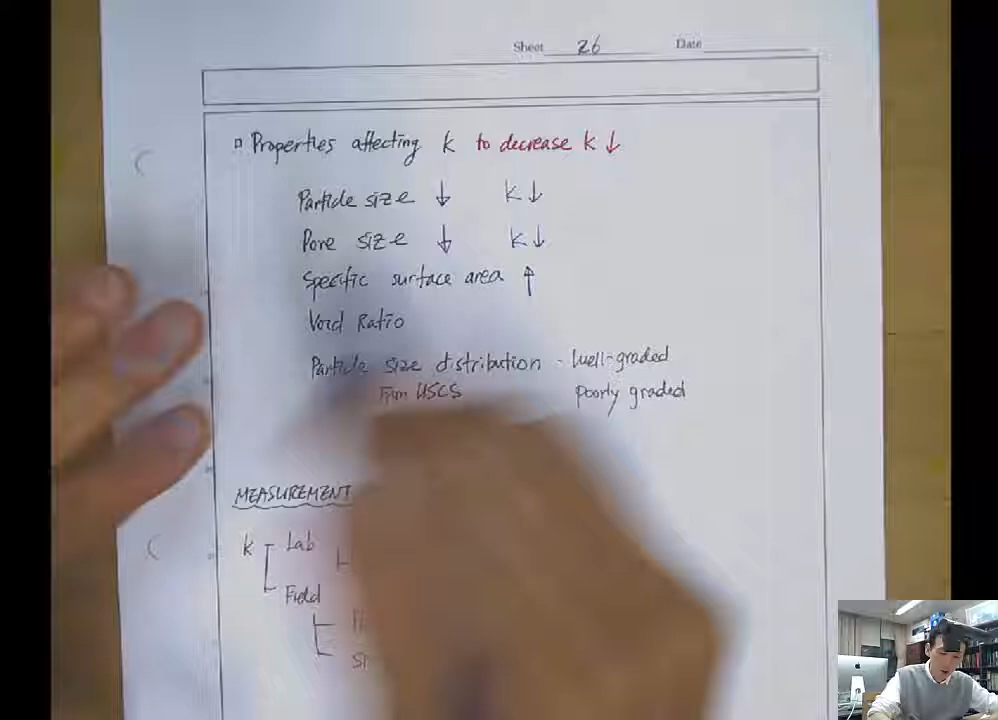 Sheet 26 Date
Properties affecting k to decrease k ↓
Particle size ↓ k ↓
Pore size ↓ k ↓
Specific surface area ↑
Void Ratio
Particle size distribution - Well-graded
From USCS Poorly graded
MEASUREMENT
k Lab
Field